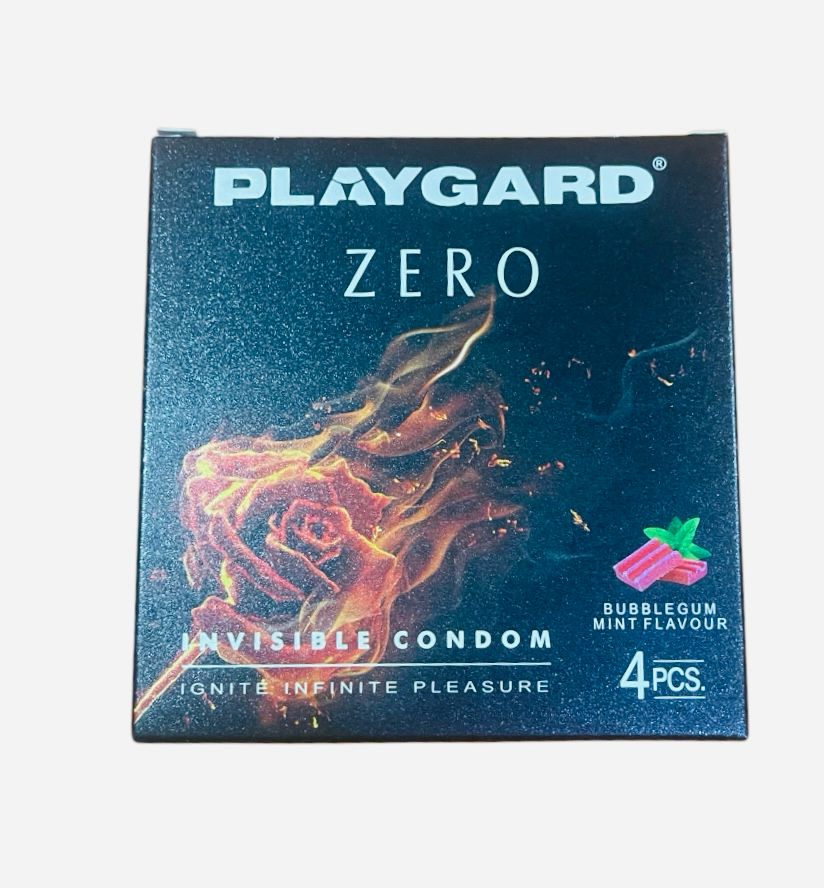 PLAYGARD®
ZERO
BUBBLEGUM
MINT FLAVOUR
INVISIBLE CONDOM
IGNITE INFINITE PLEASURE
4 PCS.